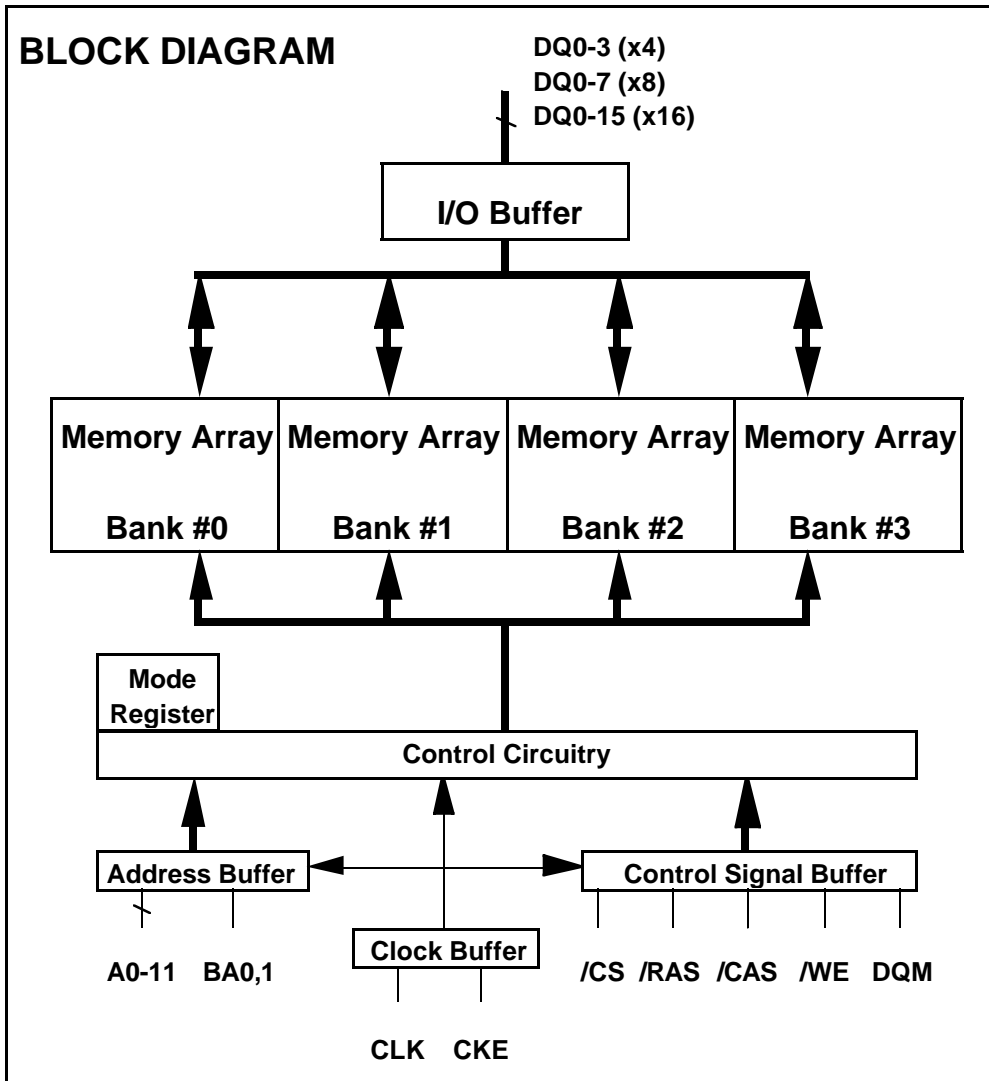 BLOCK DIAGRAM
DQ0-3 (x4)
DQ0-7 (x8)
DQ0-15 (x16)
I/O Buffer
Memory Array
Bank #0
Memory Array
Bank #1
Memory Array
Bank #2
Memory Array
Bank #3
Mode
Register
Control Circuitry
Address Buffer
Control Signal Buffer
Clock Buffer
A0-11
BA0,1
/CS
/RAS
/CAS
/WE
DQM
CLK
CKE